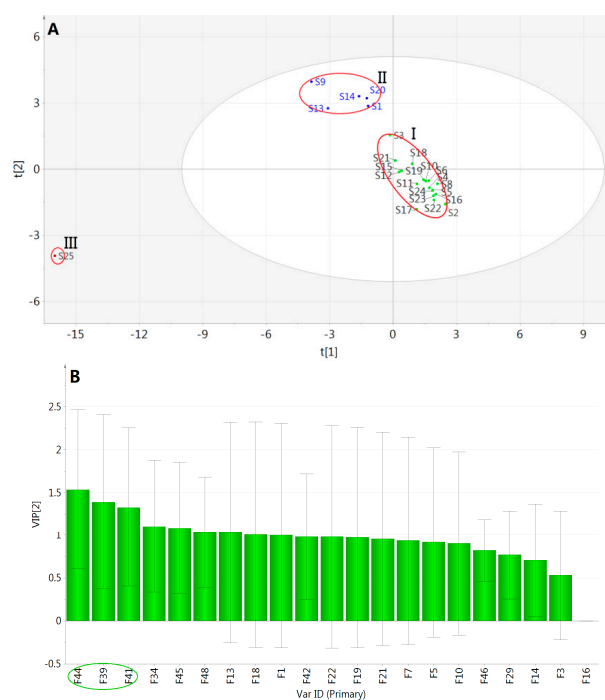 A
6
3
0
-3
-6
t[2]
S9
II
S20
S14
S13
S1
I
S3
S18
S21
S10
S6
S15
S19
S4
S12
S8
S11
S5
S24
S16
S23
S17
S22
S2
III
S25
-15 -12 -9 -6 -3 0 3 6 9
t[1]
B
2.5
2
1.5
1
0.5
0
-0.5
VIP[2]
F44 F39 F41 F34 F45 F48 F13 F18 F1 F42 F22 F19 F21 F7 F5 F10 F46 F29 F14 F3 F16
Var ID (Primary)